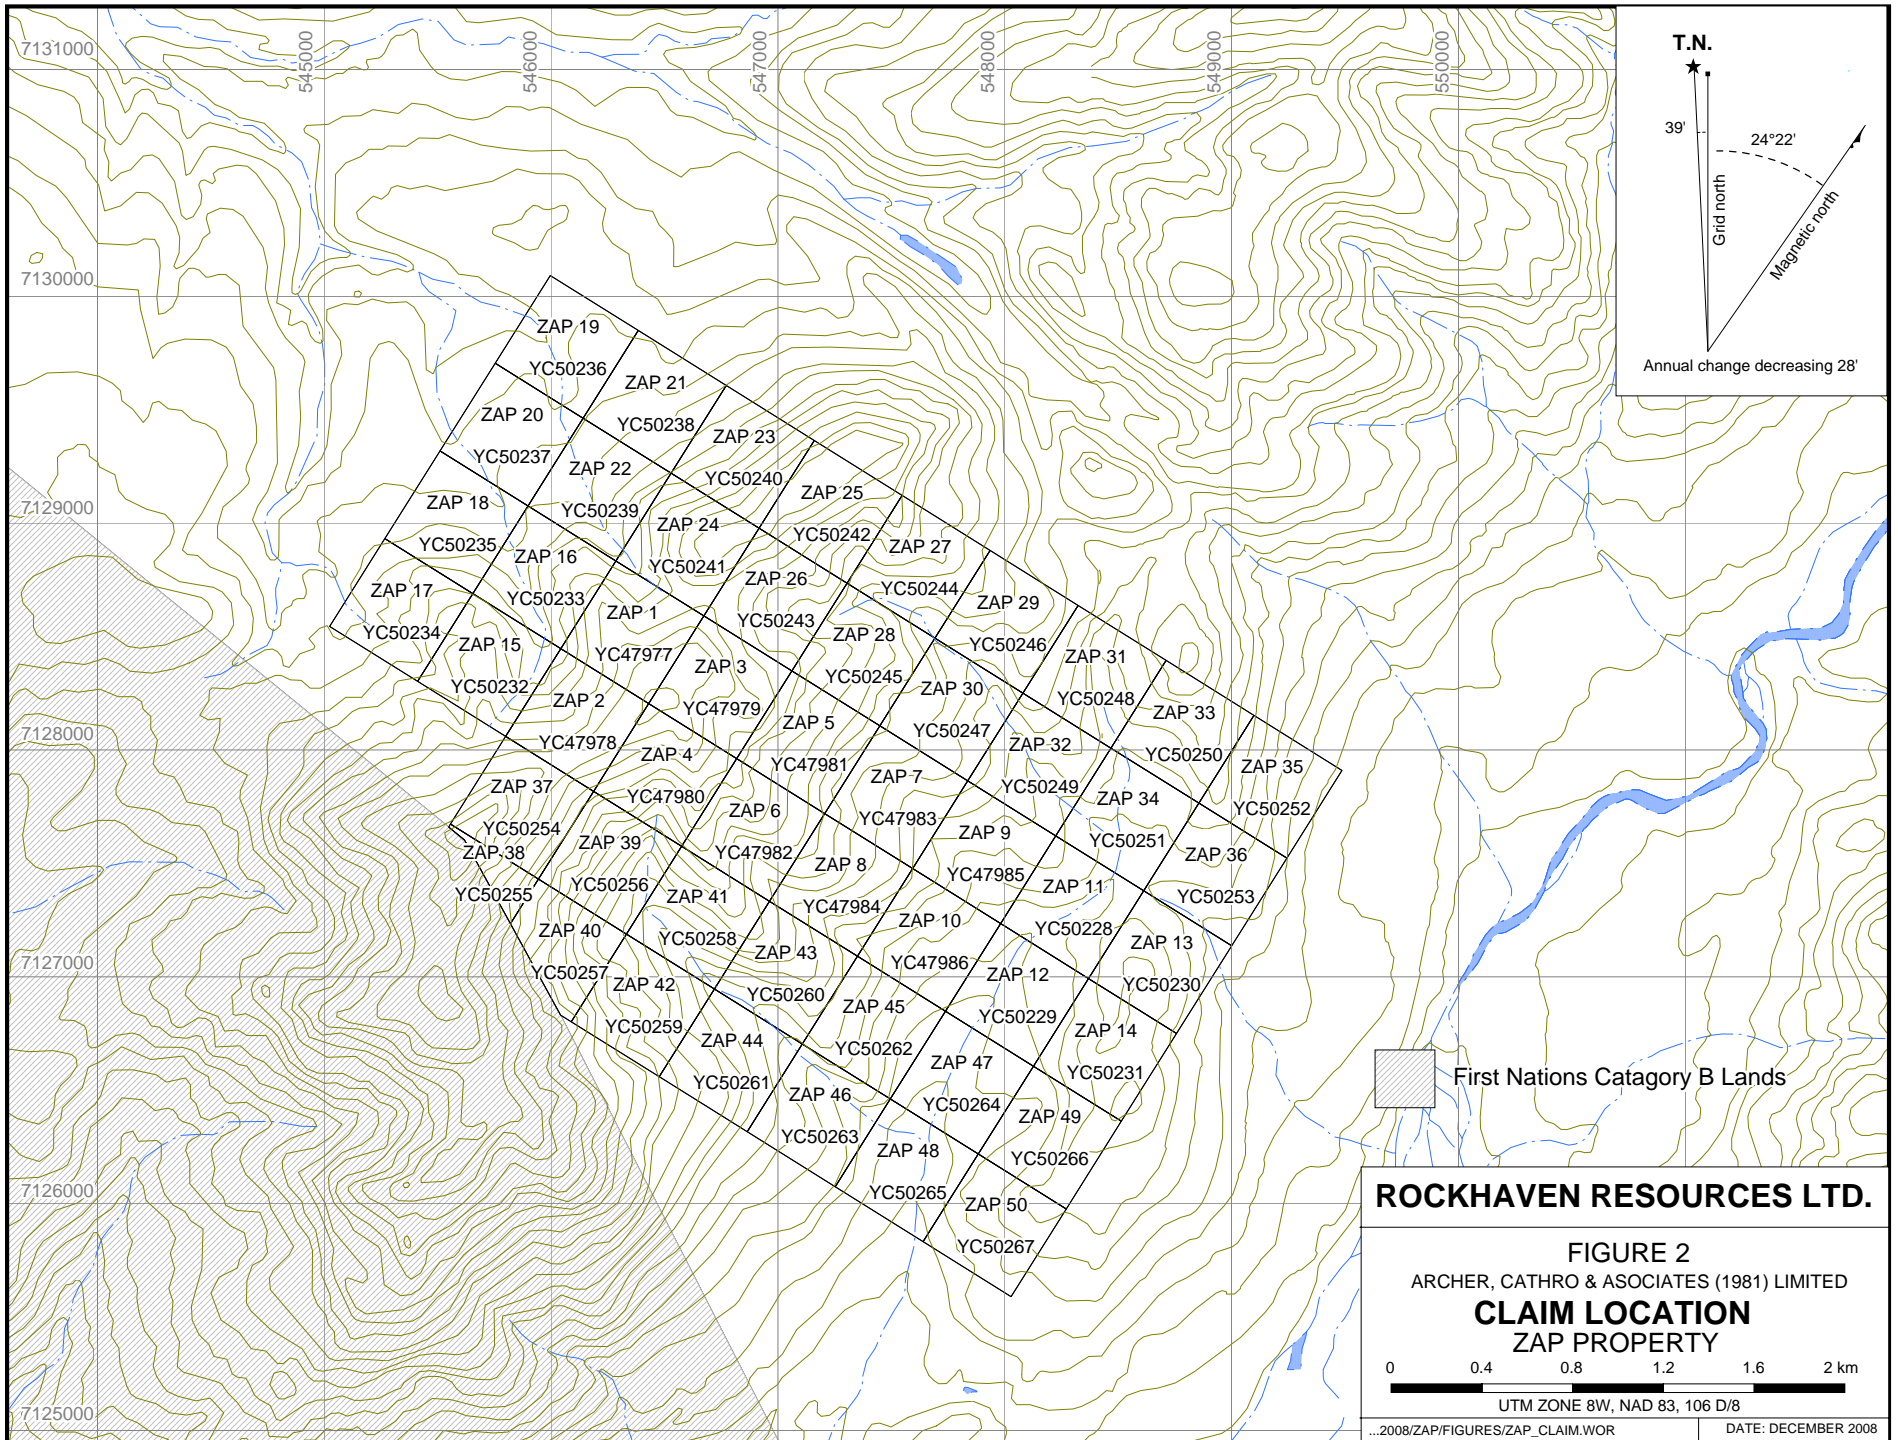 7131000
7130000
7129000
7128000
7127000
7126000
7125000
545000
546000
547000
548000
549000
550000
T.N.
39'
24°22'
Grid north
Magnetic north
Annual change decreasing 28'
ZAP 19
YC50236
ZAP 21
YC50238
ZAP 23
YC50240
ZAP 25
YC50242
ZAP 27
YC50244
ZAP 29
YC50246
ZAP 31
YC50248
ZAP 33
YC50250
ZAP 35
YC50252
ZAP 20
YC50237
ZAP 22
YC50239
ZAP 24
YC50241
ZAP 26
YC50243
ZAP 28
YC50245
ZAP 30
YC50247
ZAP 32
YC50249
ZAP 34
YC50251
ZAP 36
YC50253
ZAP 18
YC50235
ZAP 16
YC50233
ZAP 1
YC47977
ZAP 3
YC47979
ZAP 5
YC47981
ZAP 7
YC47983
ZAP 9
YC47985
ZAP 11
YC50228
ZAP 13
YC50230
ZAP 17
YC50234
ZAP 15
YC50232
ZAP 2
YC47978
ZAP 4
YC47980
ZAP 6
YC47982
ZAP 8
YC47984
ZAP 10
YC47986
ZAP 12
YC50229
ZAP 14
YC50231
ZAP 37
YC50254
ZAP 39
YC50256
ZAP 41
YC50258
ZAP 43
YC50260
ZAP 45
YC50262
ZAP 47
YC50264
ZAP 49
YC50266
ZAP 38
YC50255
ZAP 40
YC50257
ZAP 42
YC50259
ZAP 44
YC50261
ZAP 46
YC50263
ZAP 48
YC50265
ZAP 50
YC50267
First Nations Catagory B Lands
ROCKHAVEN RESOURCES LTD.
FIGURE 2
ARCHER, CATHRO & ASOCIATES (1981) LIMITED
CLAIM LOCATION
ZAP PROPERTY
0 0.4 0.8 1.2 1.6 2 km
UTM ZONE 8W, NAD 83, 106 D/8
...2008/ZAP/FIGURES/ZAP_CLAIM.WOR
DATE: DECEMBER 2008